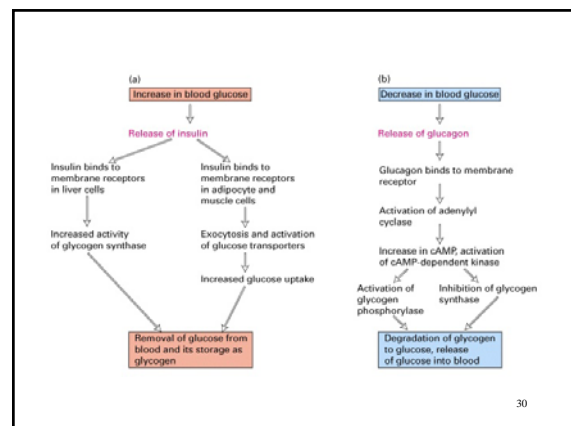 (a)
Increase in blood glucose
Release of insulin
Insulin binds to
membrane receptors
in liver cells
Increased activity
of glycogen synthase
Insulin binds to
membrane receptors
in adipocyte and
muscle cells
Exocytosis and activation
of glucose transporters
Increased glucose uptake
Removal of glucose from
blood and its storage as
glycogen
(b)
Decrease in blood glucose
Release of glucagon
Glucagon binds to membrane
receptor
Activation of adenylyl
cyclase
Increase in cAMP, activation
of cAMP-dependent kinase
Activation of
glycogen
phosphorylase
Inhibition of glycogen
synthase
Degradation of glycogen
to glucose, release
of glucose into blood
30